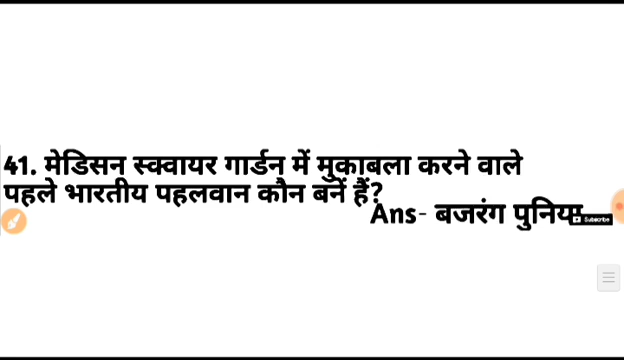 41. मेडिसन स्क्वायर गार्डन में मुकाबला करने वाले
पहले भारतीय पहलवान कौन बनें हैं?
Ans- बजरंग पुनिया
Subscribe